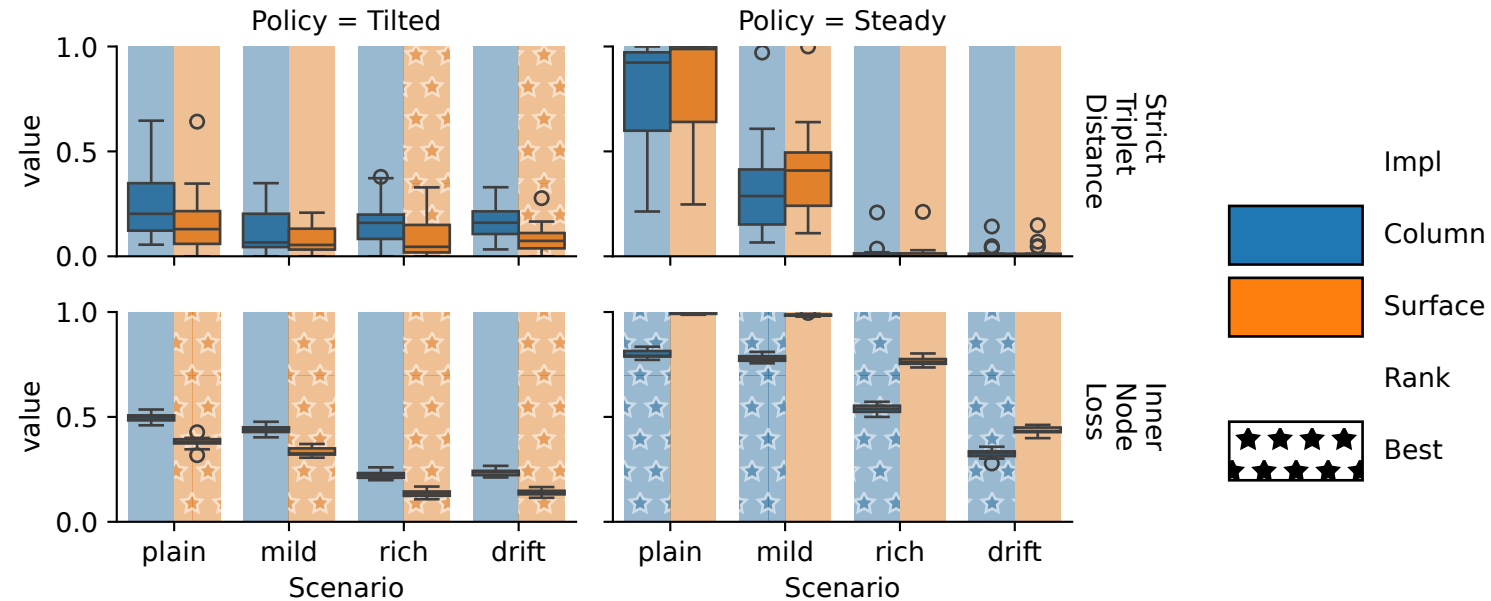 Policy = Tilted
Policy = Steady
value
1.0
0.5
0.0
Strict
Triplet
Distance
value
1.0
0.5
0.0
Inner
Node
Loss
plain
mild
rich
drift
Scenario
plain
mild
rich
drift
Scenario
Impl
Column
Surface
Rank
Best